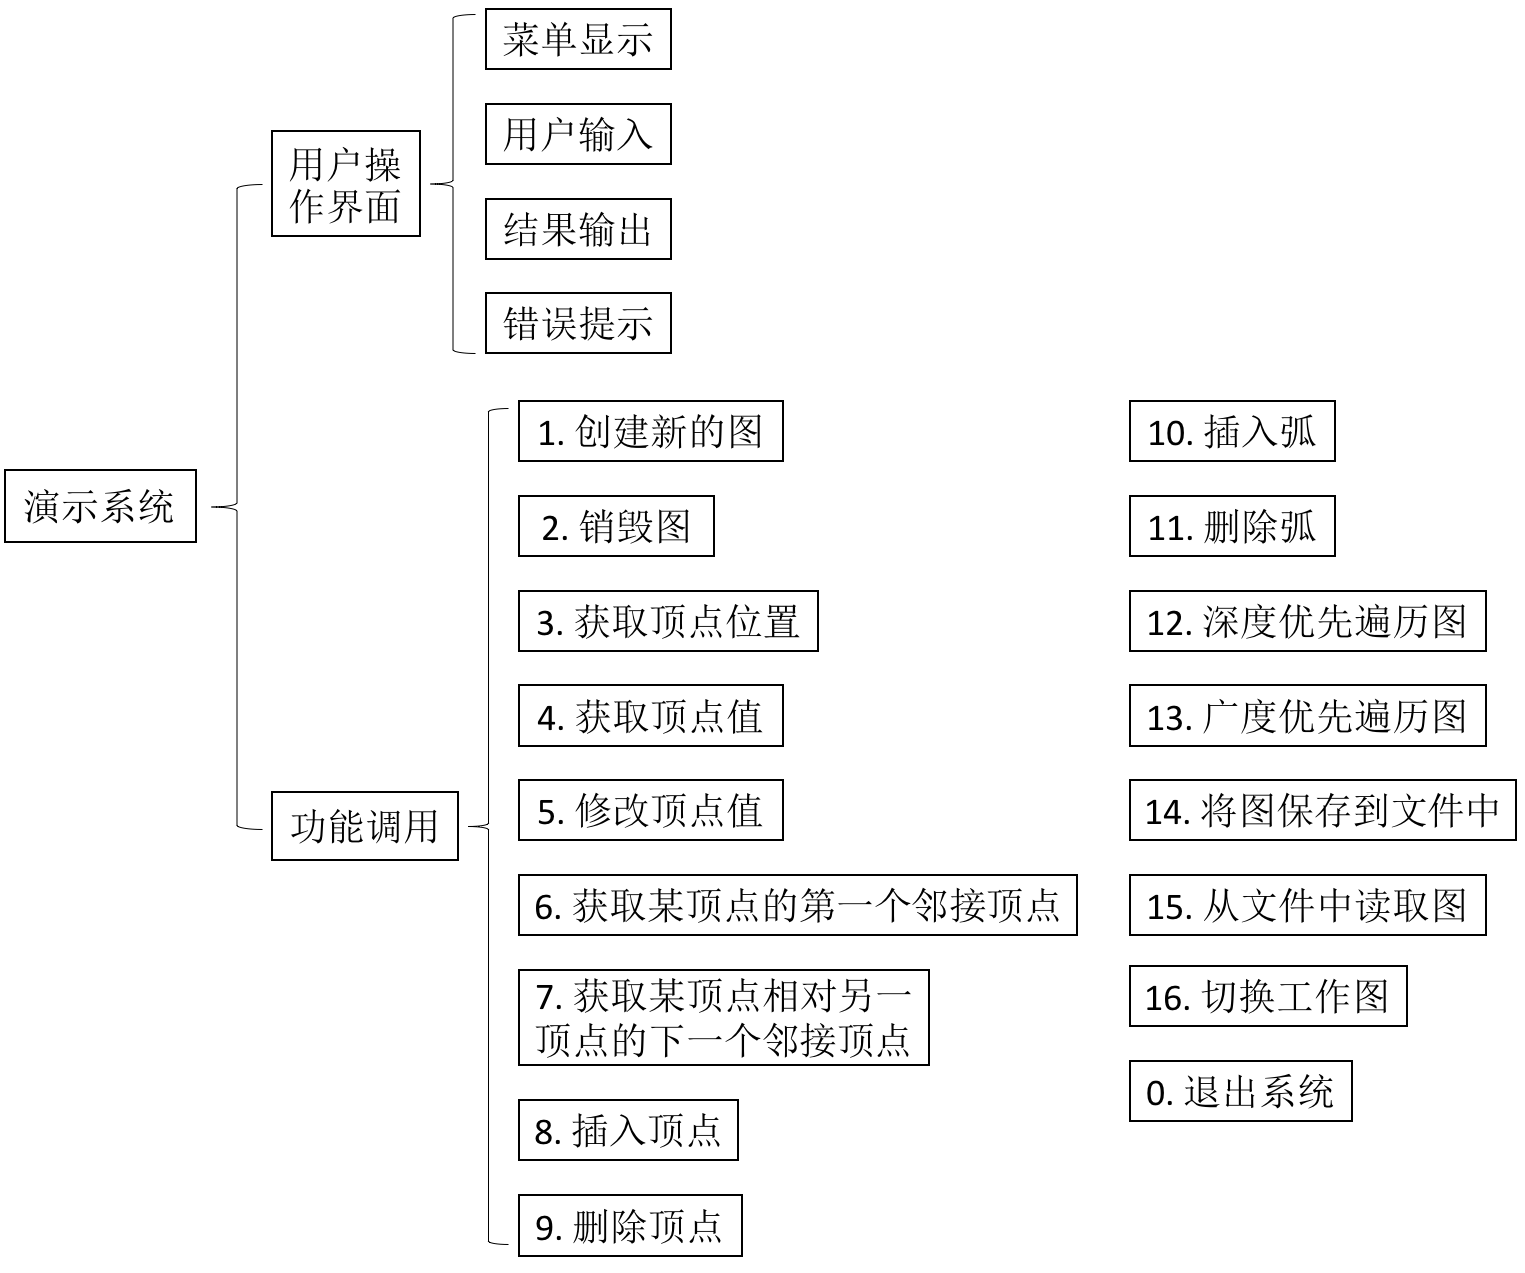 菜单显示
用户输入
用户操
作界面
结果输出
错误提示
演示系统
功能调用
1. 创建新的图
2. 销毁图
3. 获取顶点位置
4. 获取顶点值
5. 修改顶点值
6. 获取某顶点的第一个邻接顶点
7. 获取某顶点相对另一
顶点的下一个邻接顶点
8. 插入顶点
9. 删除顶点
10. 插入弧
11. 删除弧
12. 深度优先遍历图
13. 广度优先遍历图
14. 将图保存到文件中
15. 从文件中读取图
16. 切换工作图
0. 退出系统